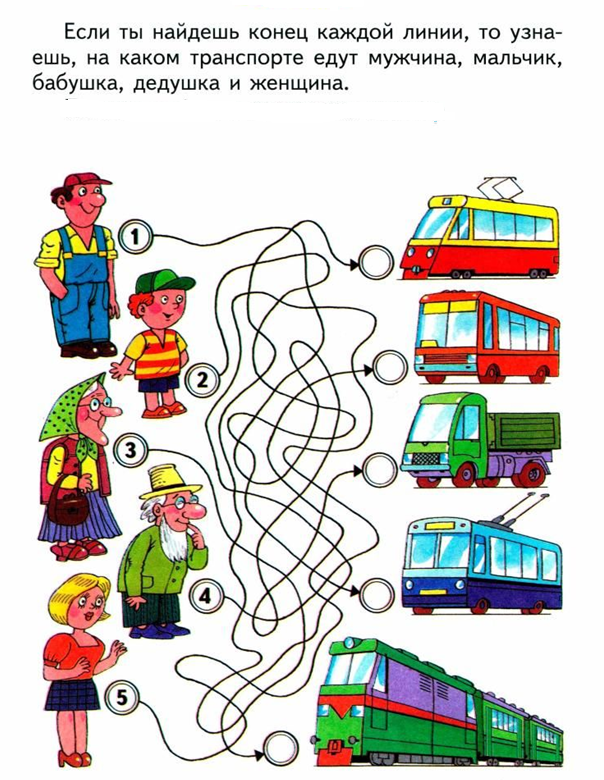 Если ты найдешь конец каждой линии, то узна-
ешь, на каком транспорте едут мужчина, мальчик,
бабушка, дедушка и женщина.
1
2
3
4
5